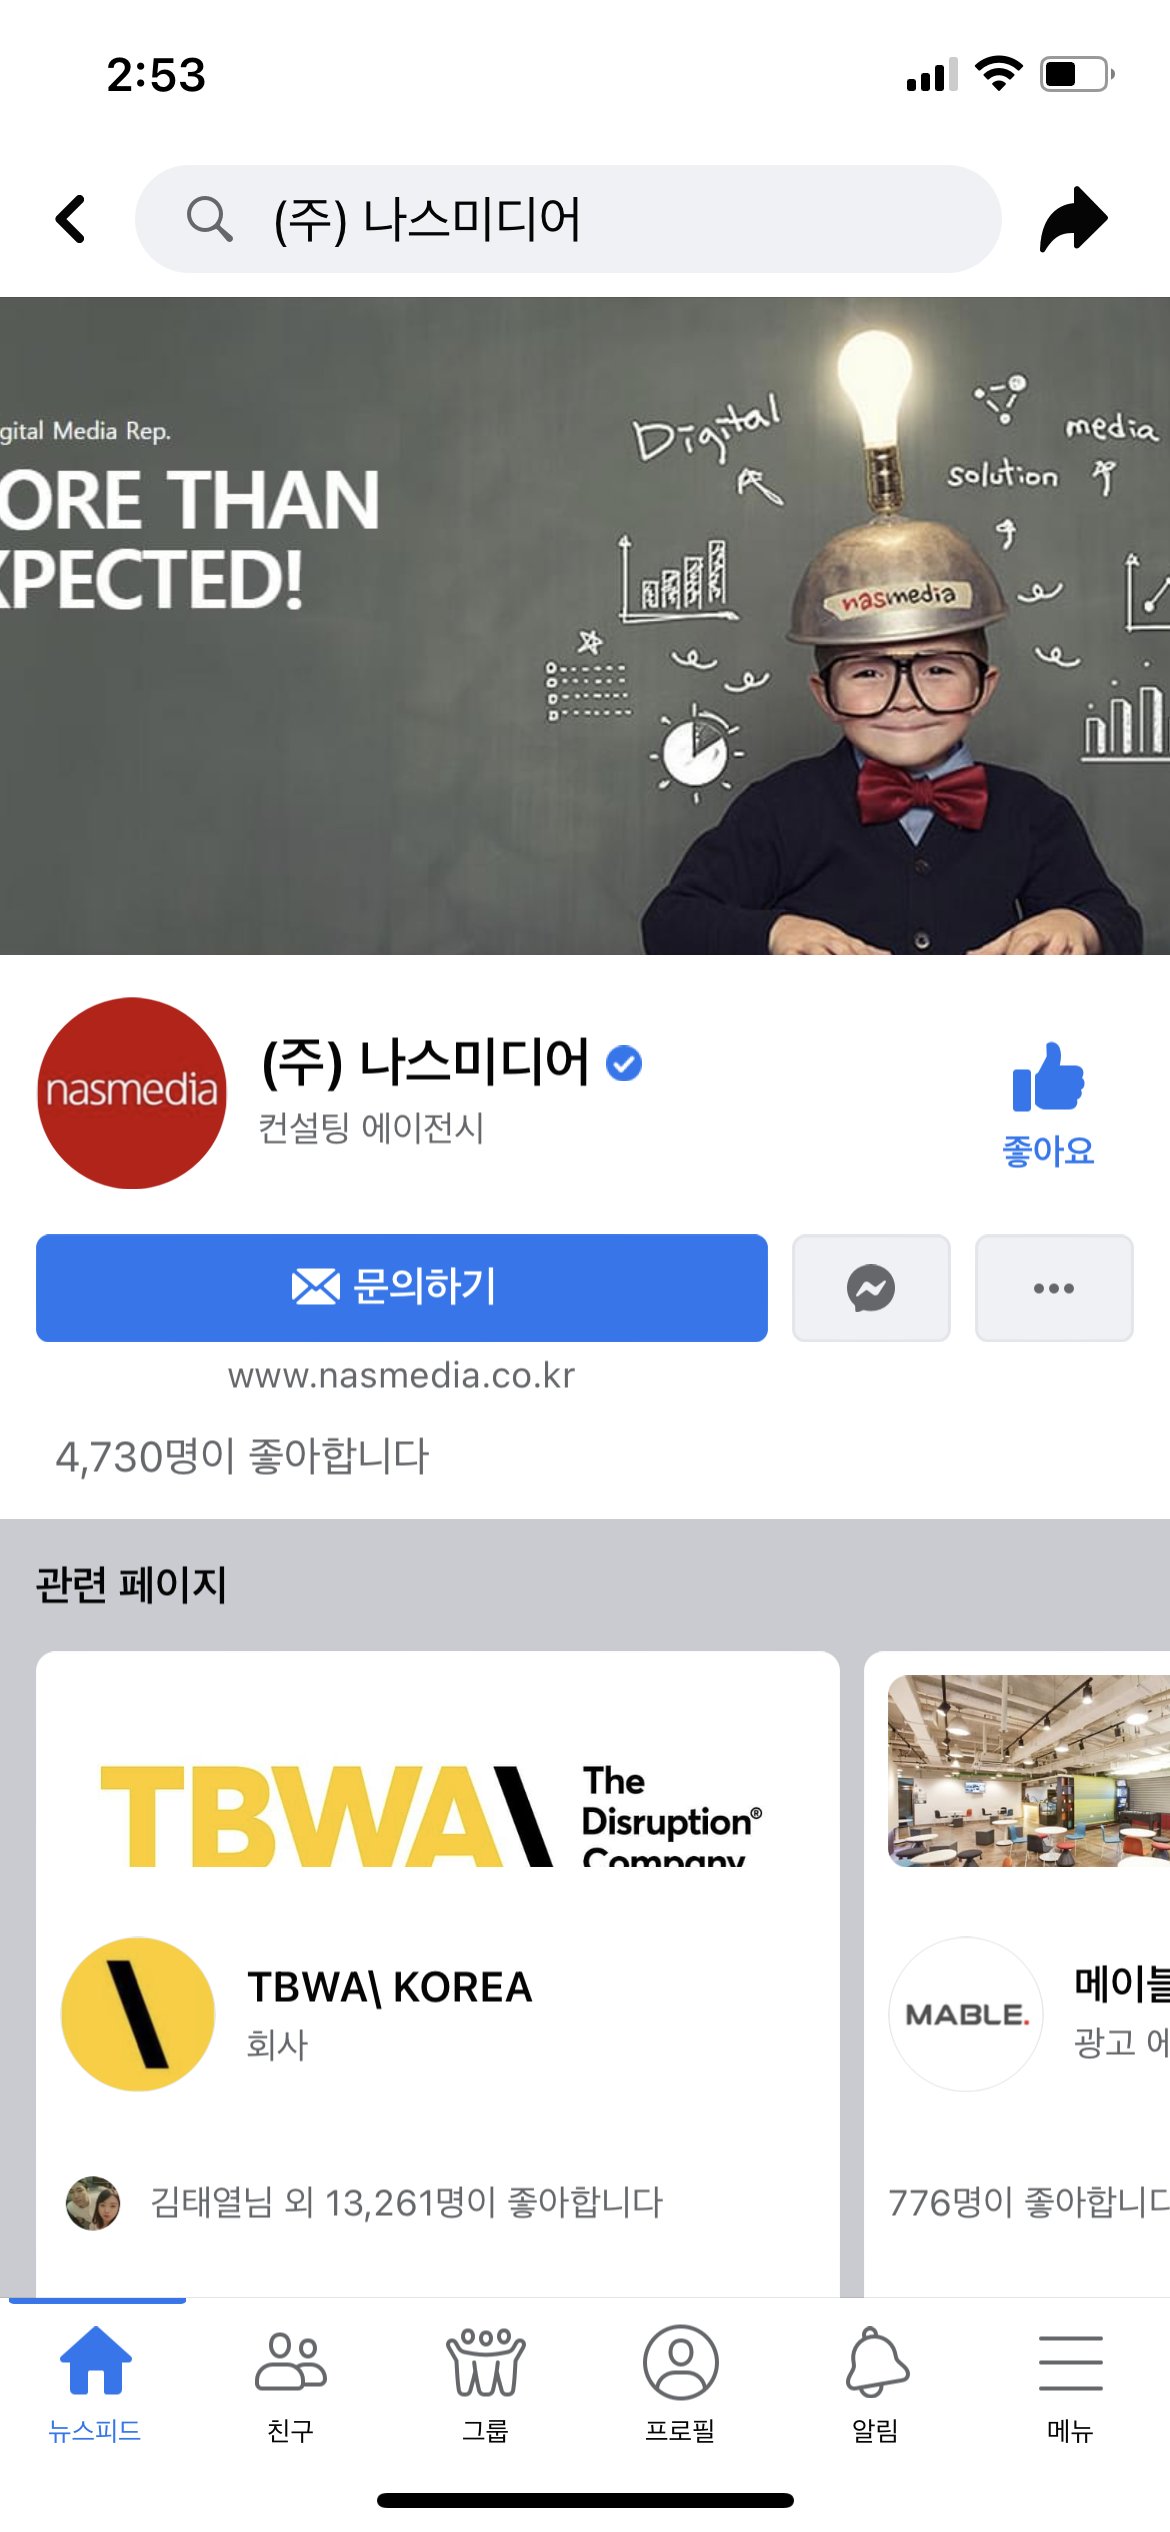 2:53
(주) 나스미디어
gital Media Rep.
ORE THAN
XPECTED!
Digital
media
solution
nasmedia
nasmedia
(주) 나스미디어
컨설팅 에이전시
좋아요
문의하기
www.nasmedia.co.kr
4,730명이 좋아합니다
관련 페이지
TBWA\
The
Disruption®
Company
TBWA\ KOREA
회사
MABLE.
메이블
광고 에
김태열님 외 13,261명이 좋아합니다
776명이 좋아합니다
뉴스피드
친구
그룹
프로필
알림
메뉴